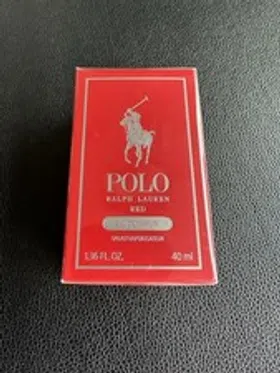 POLO
RALPH LAUREN
RED
1.36 FL.OZ.
40 ml